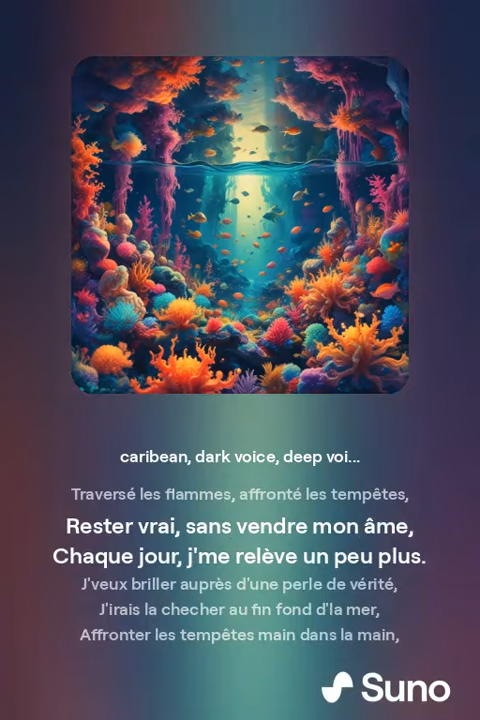 caribean, dark voice, deep voi...
Traversé les flammes, affronté les tempêtes,
Rester vrai, sans vendre mon âme,
Chaque jour, j'me relève un peu plus.
J'veux briller auprès d'une perle de vérité,
J'irais la checher au fin fond d'la mer,
Affronter les tempêtes main dans la main,
Suno